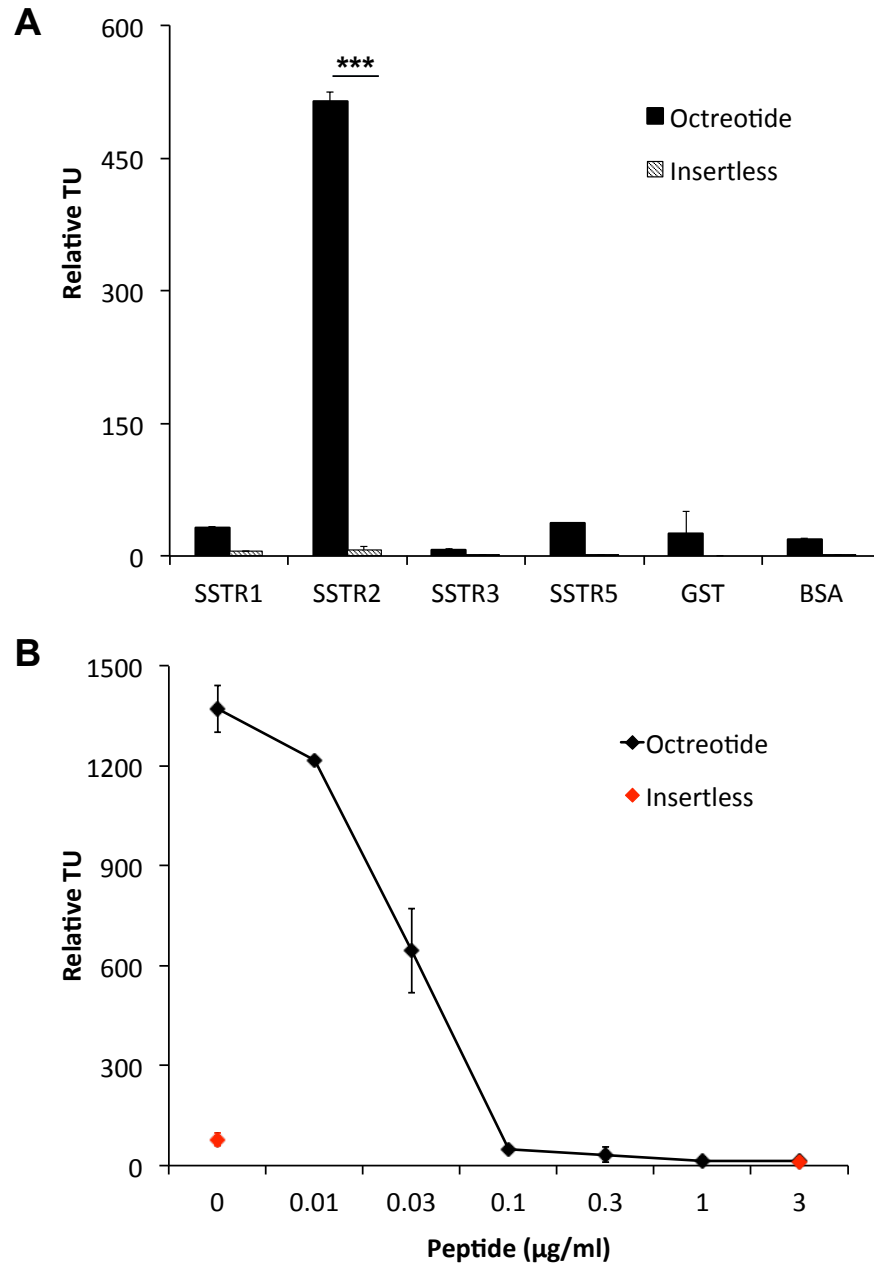 A
600
450
300
150
0
Relative TU
***
Octreotide
Insertless
SSTR1 SSTR2 SSTR3 SSTR5 GST BSA
B
1500
1200
900
600
300
0
Relative TU
Octreotide
Insertless
0 0.01 0.03 0.1 0.3 1 3
Peptide (µg/ml)